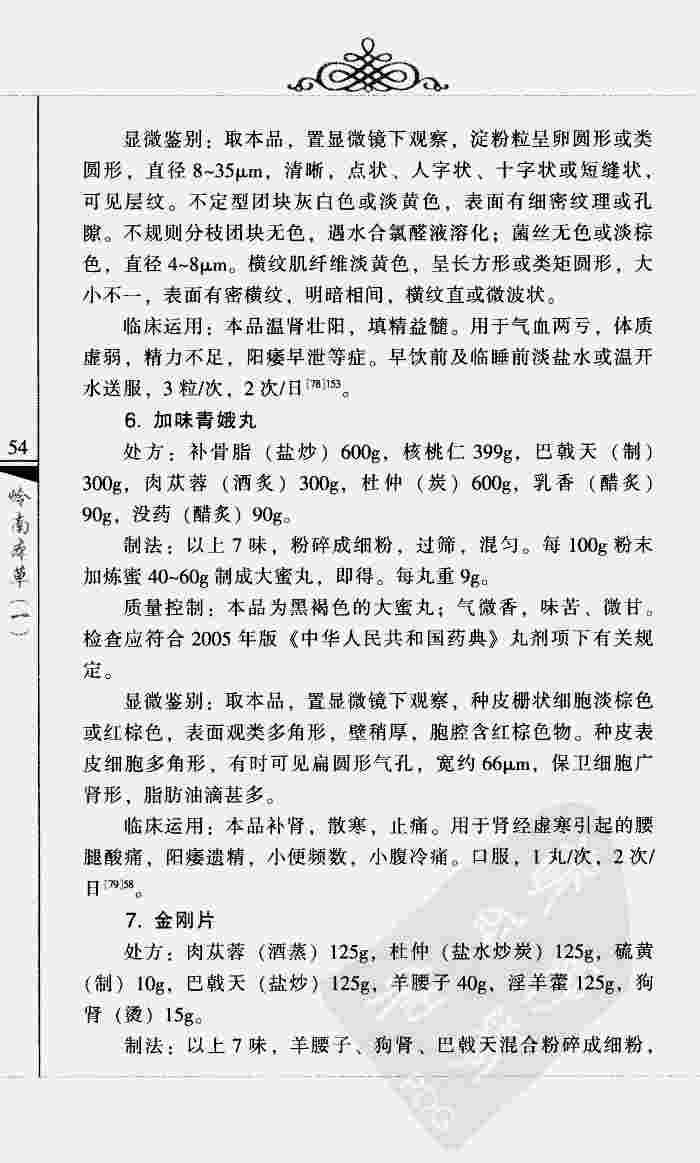 显微鉴别：取本品，置显微镜下观察，淀粉粒呈卵圆形或类
圆形，直径 8~35μm，清晰，点状、人字状、十字状或短缝状，
可见层纹。不定型团块灰白色或淡黄色，表面有细密纹理或孔
隙。不规则分枝团块无色，遇水合氯醛液溶化；菌丝无色或淡棕
色，直径 4~8μm。横纹肌纤维淡黄色，呈长方形或类矩圆形，大
小不一，表面有密横纹，明暗相间，横纹直或微波状。
临床运用：本品温肾壮阳，填精益髓。用于气血两亏，体质
虚弱，精力不足，阳痿早泄等症。早饮前及临睡前淡盐水或温开
水送服，3 粒/次，2 次/日[78]153。
6. 加味青娥丸
处方：补骨脂（盐炒）600g，核桃仁 399g，巴戟天（制）
300g，肉苁蓉（酒炙）300g，杜仲（炭）600g，乳香（醋炙）
90g，没药（醋炙）90g。
制法：以上 7 味，粉碎成细粉，过筛，混匀。每 100g 粉末
加炼蜜 40~60g 制成大蜜丸，即得。每丸重 9g。
质量控制：本品为黑褐色的大蜜丸；气微香，味苦、微甘。
检查应符合 2005 年版《中华人民共和国药典》丸剂项下有关规
定。
显微鉴别：取本品，置显微镜下观察，种皮栅状细胞淡棕色
或红棕色，表面观类多角形，壁稍厚，胞腔含红棕色物。种皮表
皮细胞多角形，有时可见扁圆形气孔，宽约 66μm，保卫细胞广
肾形，脂肪油滴甚多。
临床运用：本品补肾，散寒，止痛。用于肾经虚寒引起的腰
腿酸痛，阳痿遗精，小便频数，小腹冷痛。口服，1 丸/次，2 次/
日[79]58。
7. 金刚片
处方：肉苁蓉（酒蒸）125g，杜仲（盐水炒炭）125g，硫黄
（制）10g，巴戟天（盐炒）125g，羊腰子 40g，淫羊藿 125g，狗
肾（烫）15g。
制法：以上 7 味，羊腰子、狗肾、巴戟天混合粉碎成细粉，
54
岭南本草（一）